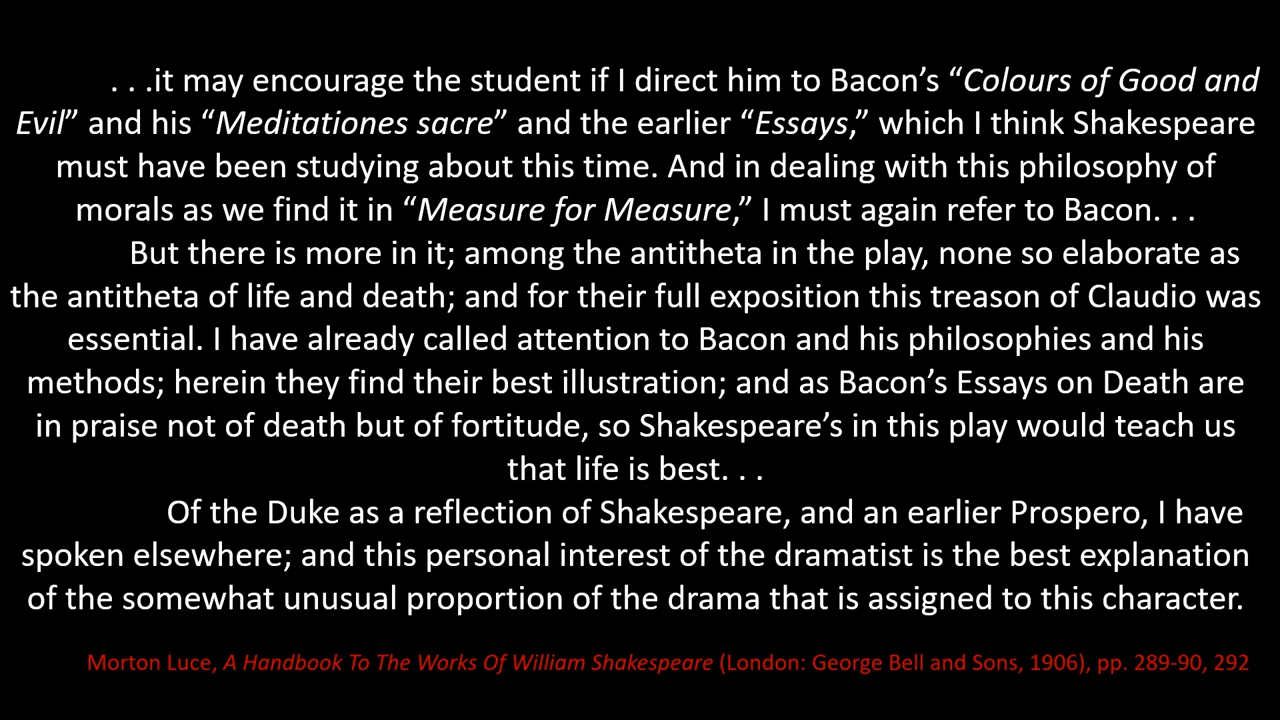 . . .it may encourage the student if I direct him to Bacon’s “Colours of Good and
Evil” and his “Meditationes sacre” and the earlier “Essays,” which I think Shakespeare
must have been studying about this time. And in dealing with this philosophy of
morals as we find it in “Measure for Measure,” I must again refer to Bacon. . .
But there is more in it; among the antitheta in the play, none so elaborate as
the antitheta of life and death; and for their full exposition this treason of Claudio was
essential. I have already called attention to Bacon and his philosophies and his
methods; herein they find their best illustration; and as Bacon’s Essays on Death are
in praise not of death but of fortitude, so Shakespeare’s in this play would teach us
that life is best. . .
Of the Duke as a reflection of Shakespeare, and an earlier Prospero, I have
spoken elsewhere; and this personal interest of the dramatist is the best explanation
of the somewhat unusual proportion of the drama that is assigned to this character.
Morton Luce, A Handbook To The Works Of William Shakespeare (London: George Bell and Sons, 1906), pp. 289-90, 292